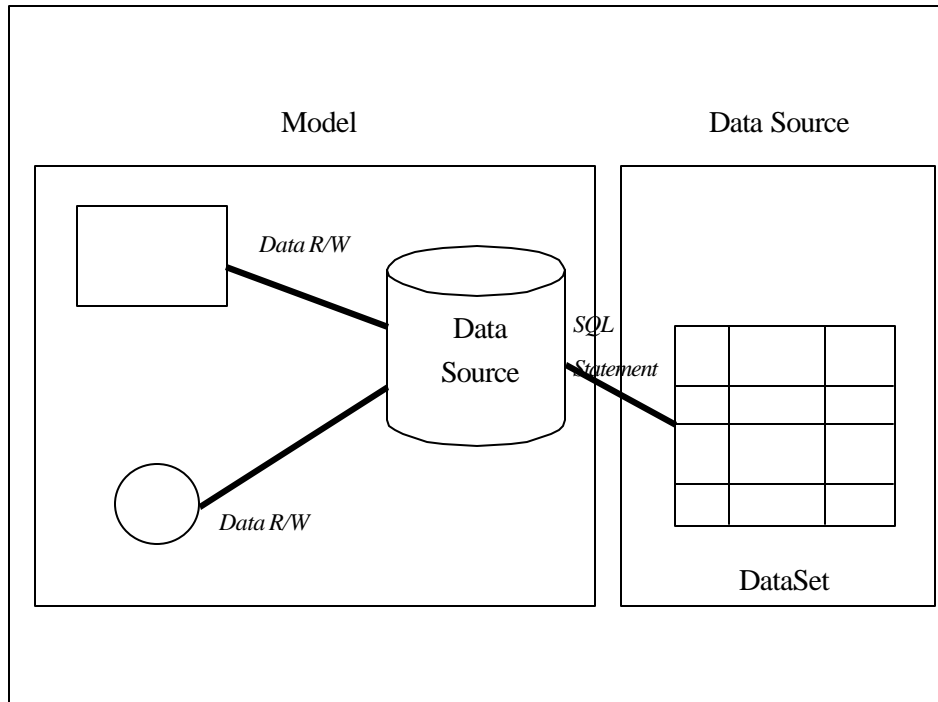 Model
Data Source
Data R/W
Data
Source
SQL
Statement
Data R/W
DataSet